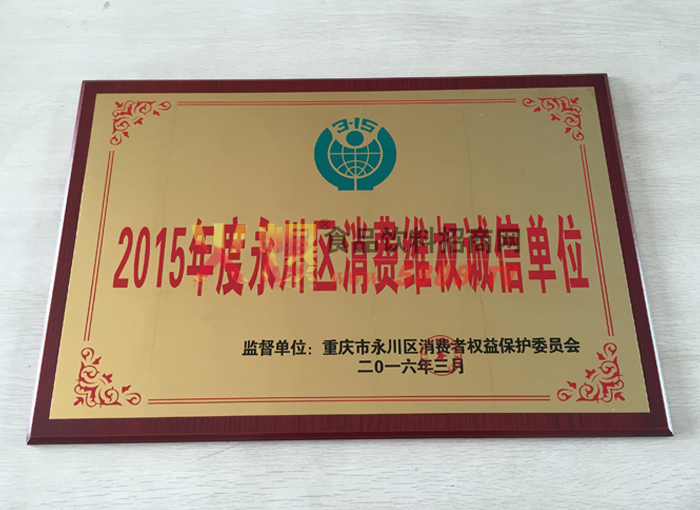 3·15
2015年度永川区消费维权诚信单位
食品饮料招商网
监督单位：重庆市永川区消费者权益保护委员会
二0一六年三月